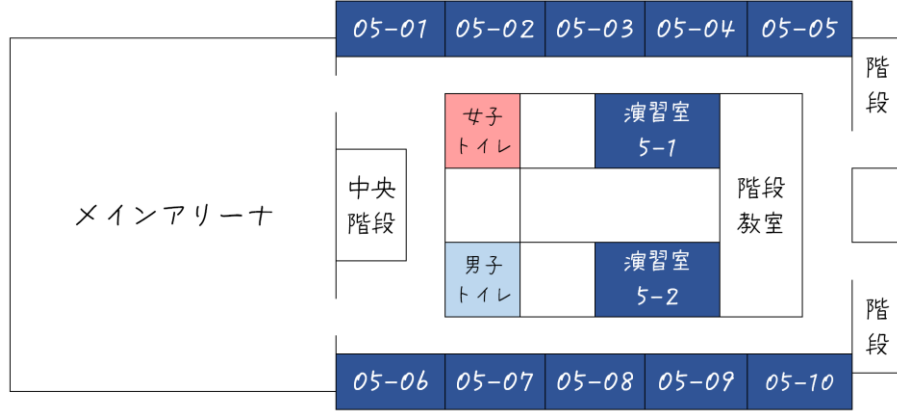 05-01
05-02
05-03
05-04
05-05
階
段
女子
トイレ
演習室
5-1
メインアリーナ
中央
階段
階段
教室
男子
トイレ
演習室
5-2
階
段
05-06
05-07
05-08
05-09
05-10